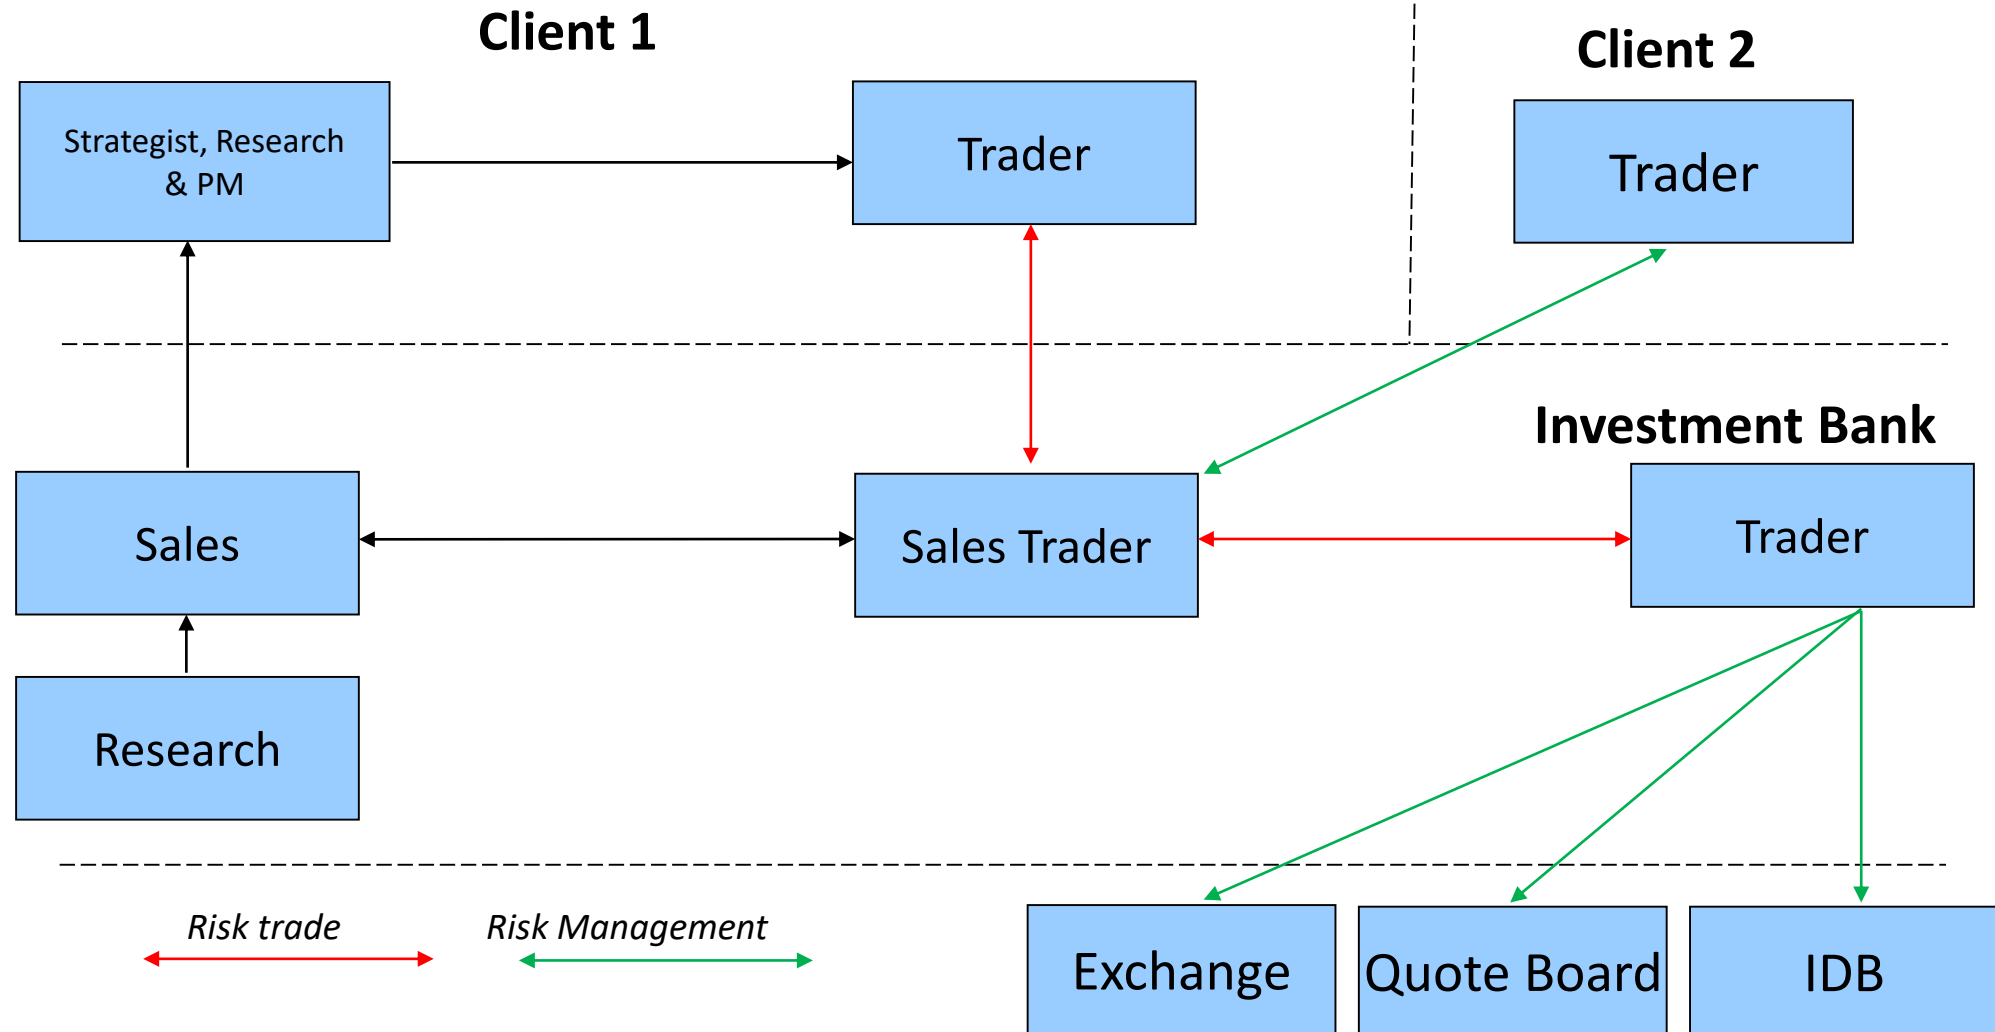 Client 1
Client 2
Strategist, Research
& PM
Trader
Trader
Investment Bank
Sales
Sales Trader
Trader
Research
Risk trade
Risk Management
Exchange
Quote Board
IDB